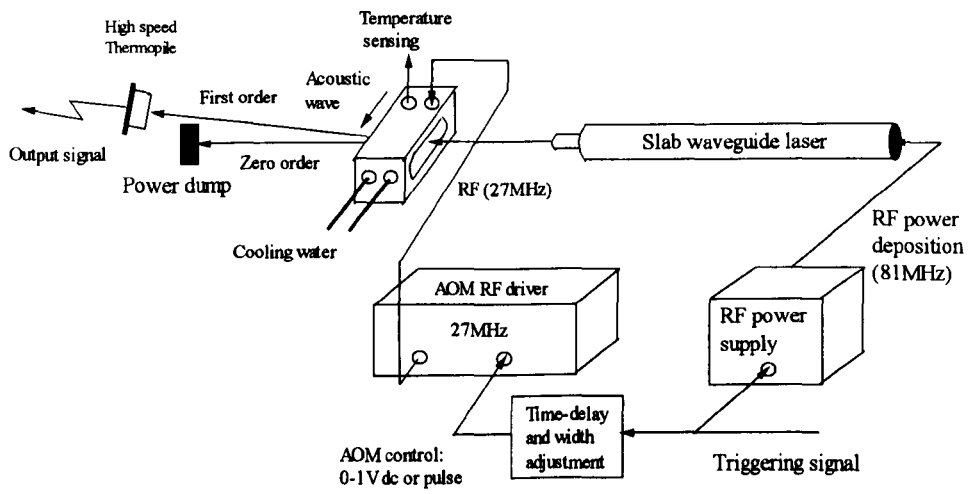 High speed
Thermopile
Temperature
sensing
Acoustic
wave
First order
Output signal
Zero order
Power dump
Slab waveguide laser
RF (27MHz)
Cooling water
RF power
deposition
(81MHz)
AOM RF driver
27MHz
RF power
supply
Time-delay
and width
adjustment
AOM control:
0-1V dc or pulse
Triggering signal